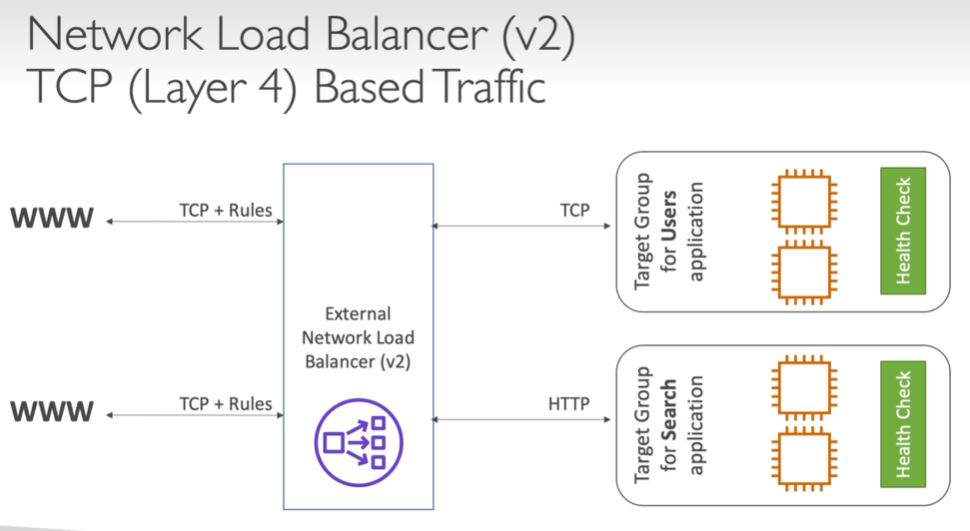 Network Load Balancer (v2)
TCP (Layer 4) Based Traffic
WWW
TCP + Rules
External
Network Load
Balancer (v2)
TCP
Target Group
for Users
application
Health Check
WWW
TCP + Rules
HTTP
Target Group
for Search
application
Health Check